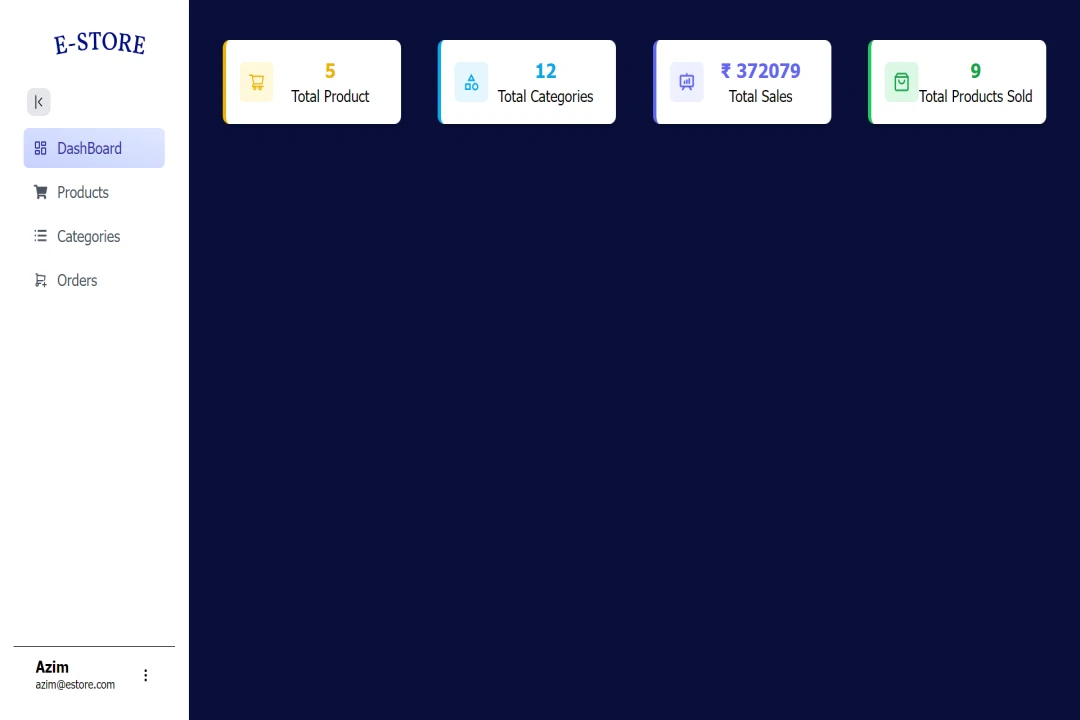 E-STORE
DashBoard
Products
Categories
Orders
Azim
azim@estore.com
5
Total Product
12
Total Categories
₹ 372079
Total Sales
9
Total Products Sold